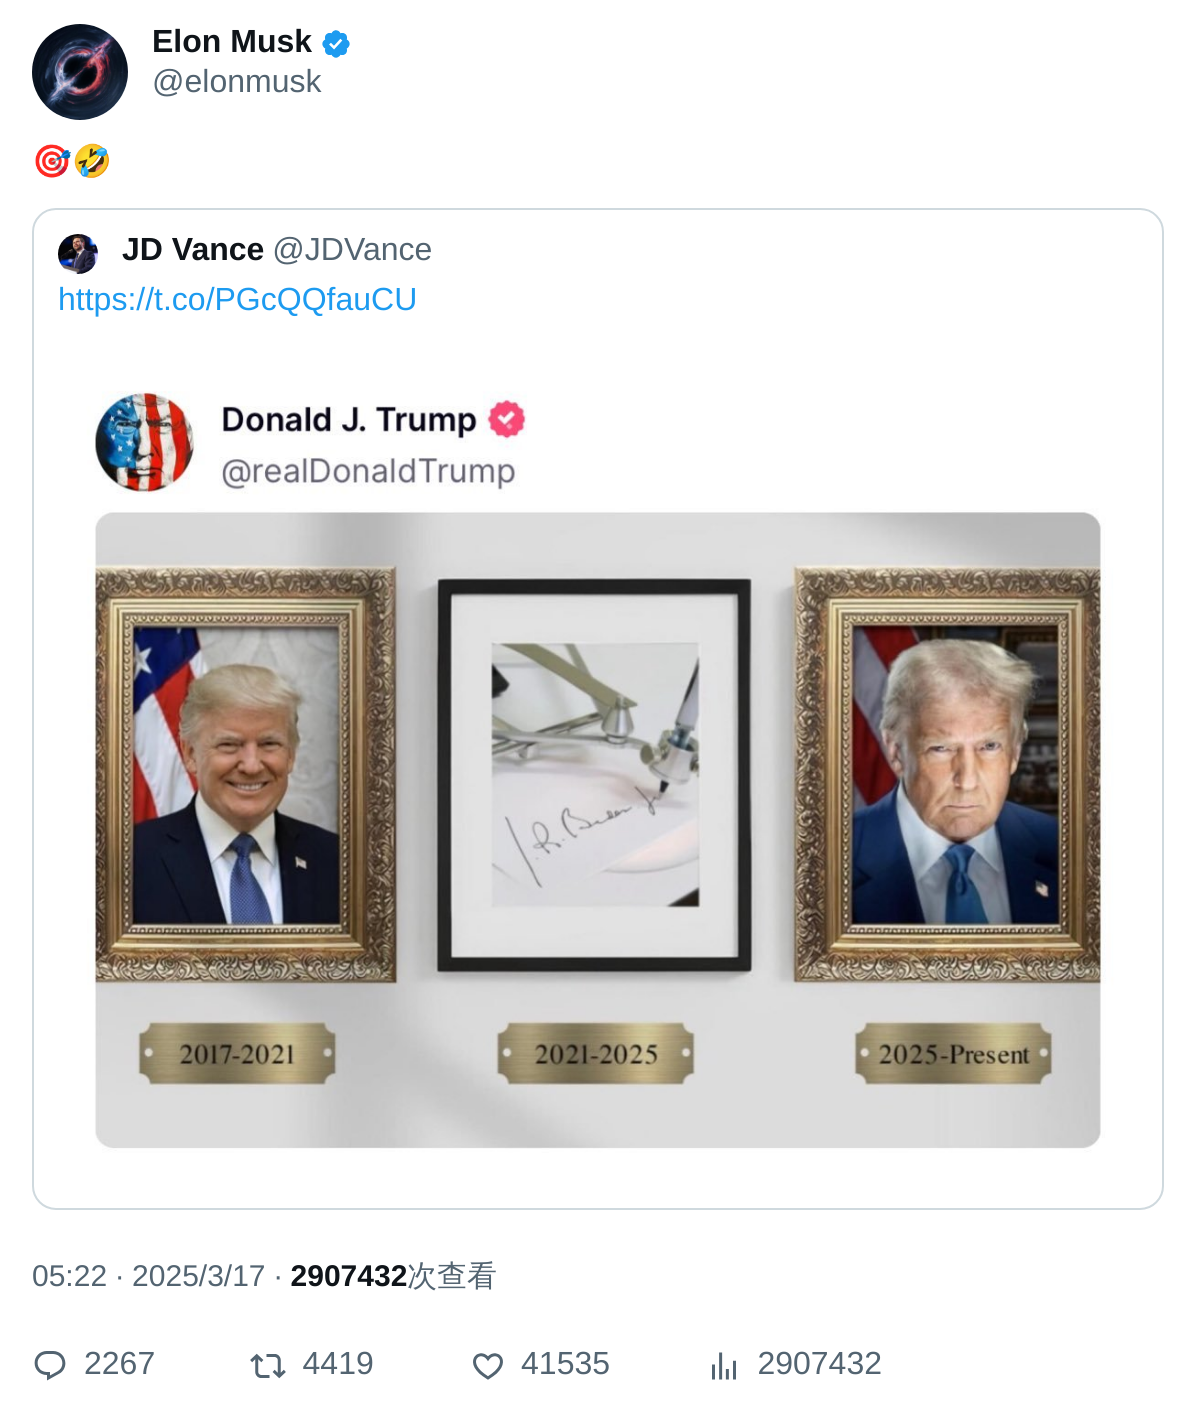 Elon Musk
@elonmusk
🎯🤣
JD Vance @JDVance
https://t.co/PGcQQfauCU
Donald J. Trump
@realDonaldTrump
J. R. Biden Jr
2017-2021
2021-2025
2025-Present
05:22 · 2025/3/17 · 2907432次查看
2267 4419 41535 2907432